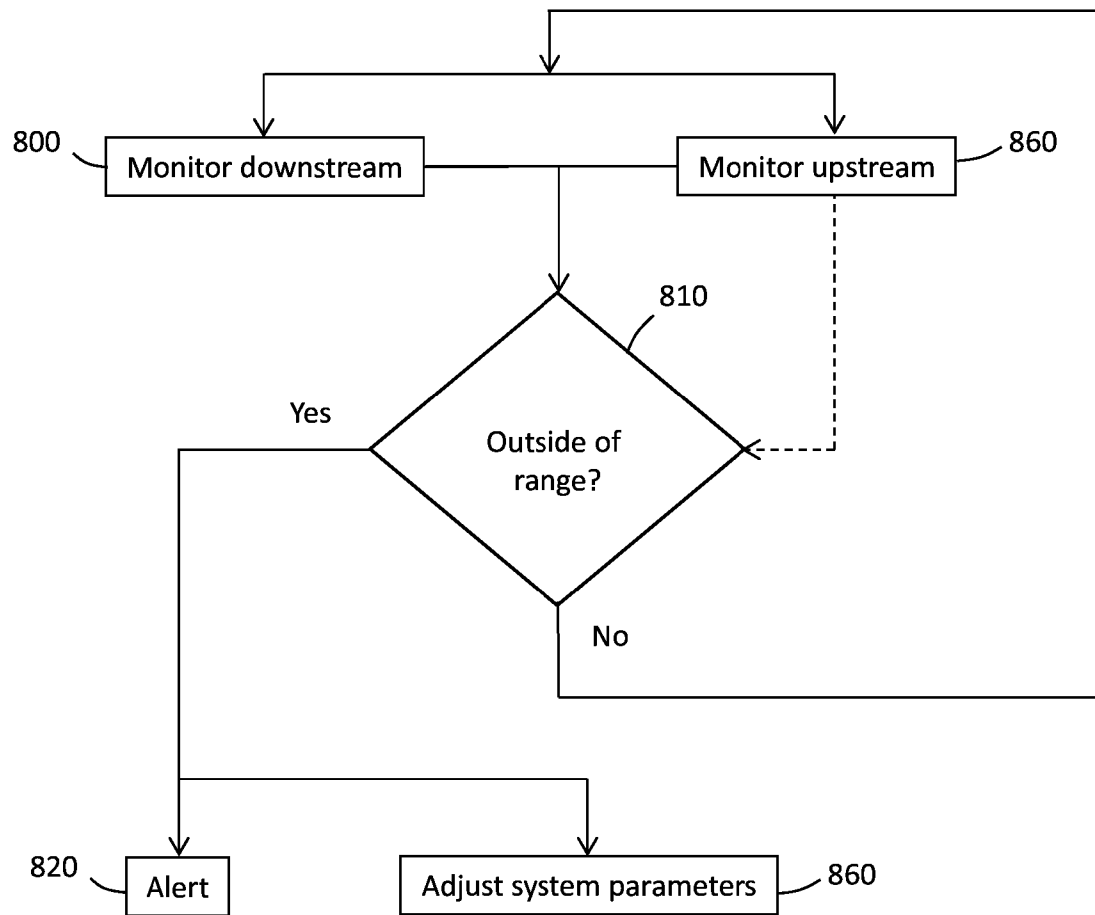 800
Monitor downstream
Monitor upstream
860
810
Yes
Outside of
range?
No
820
Alert
Adjust system parameters
860